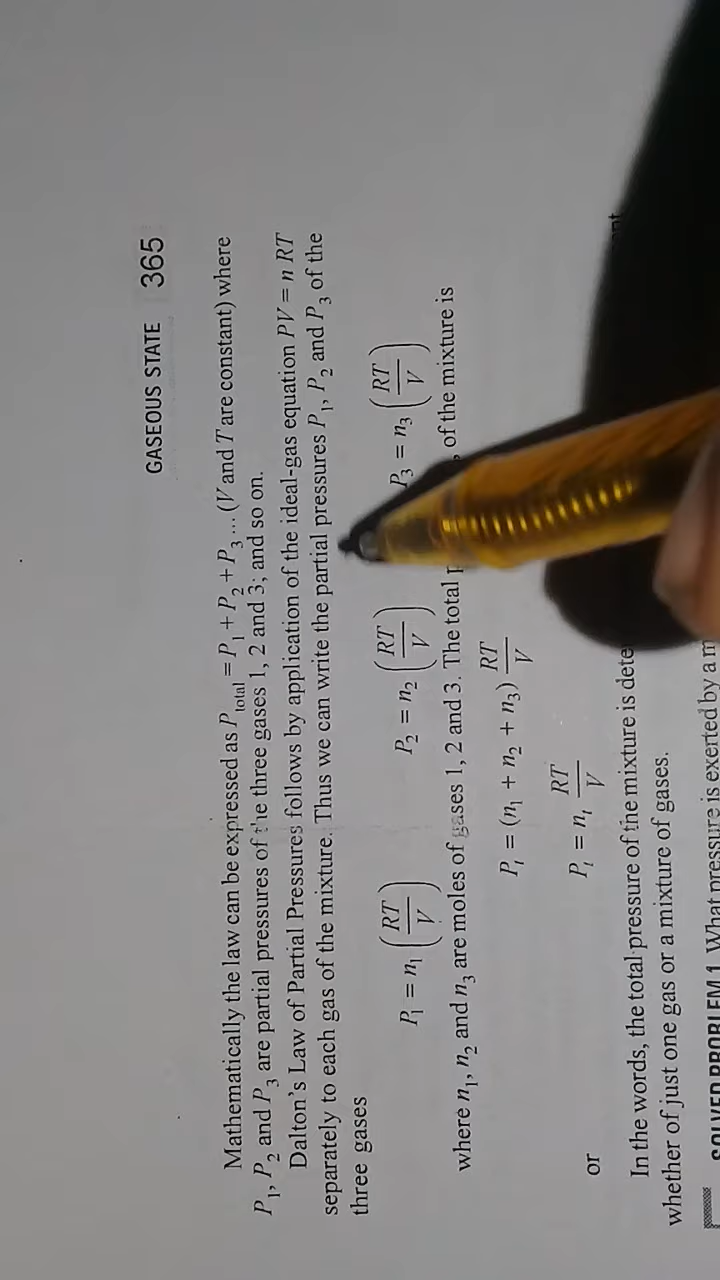 GASEOUS STATE 365
Mathematically the law can be expressed as P_total = P_1 + P_2 + P_3 ... (V and T are constant) where
P_1, P_2 and P_3 are partial pressures of the three gases 1, 2 and 3; and so on.
Dalton's Law of Partial Pressures follows by application of the ideal-gas equation PV = n RT
separately to each gas of the mixture. Thus we can write the partial pressures P_1, P_2 and P_3 of the
three gases
P_1 = n_1 (RT/V) P_2 = n_2 (RT/V) P_3 = n_3 (RT/V)
where n_1, n_2 and n_3 are moles of gases 1, 2 and 3. The total of the mixture is
P_t = (n_1 + n_2 + n_3) RT/V
or P_t = n_t RT/V
In the words, the total pressure of the mixture is
whether of just one gas or a mixture of gases.
SOLVED PROBLEM 1. What pressure is exerted by a